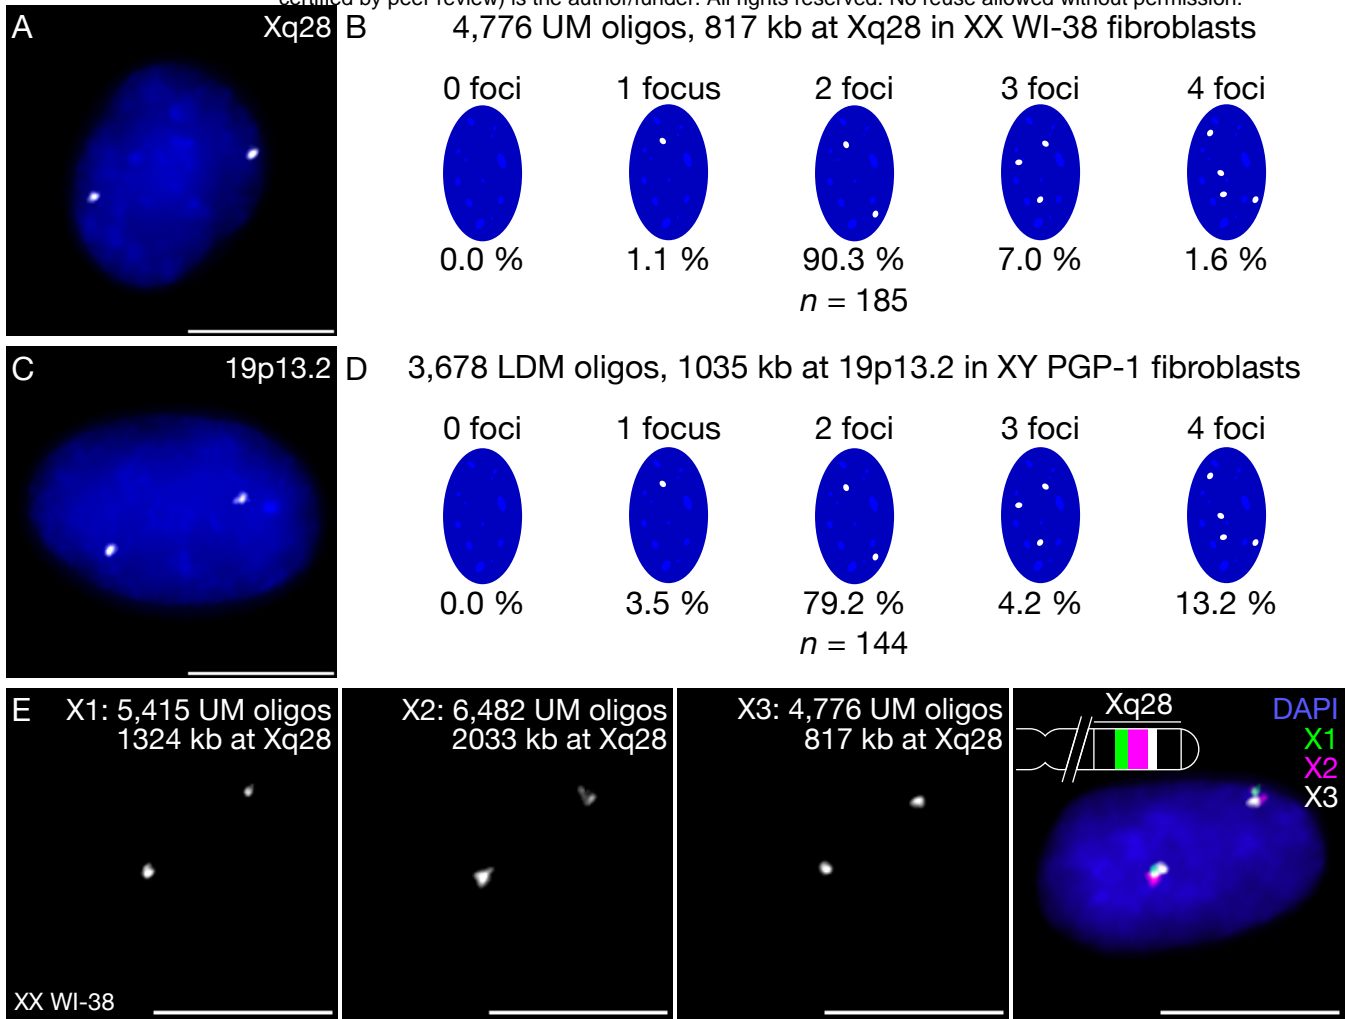 certified by peer review) is the author/funder. All rights reserved. No reuse allowed without permission.
A
Xq28
B
4,776 UM oligos, 817 kb at Xq28 in XX WI-38 fibroblasts
0 foci
1 focus
2 foci
3 foci
4 foci
0.0 %
1.1 %
90.3 %
7.0 %
1.6 %
n = 185
C
19p13.2
D
3,678 LDM oligos, 1035 kb at 19p13.2 in XY PGP-1 fibroblasts
0 foci
1 focus
2 foci
3 foci
4 foci
0.0 %
3.5 %
79.2 %
4.2 %
13.2 %
n = 144
E
X1: 5,415 UM oligos
1324 kb at Xq28
XX WI-38
X2: 6,482 UM oligos
2033 kb at Xq28
X3: 4,776 UM oligos
817 kb at Xq28
Xq28
DAPI
X1
X2
X3